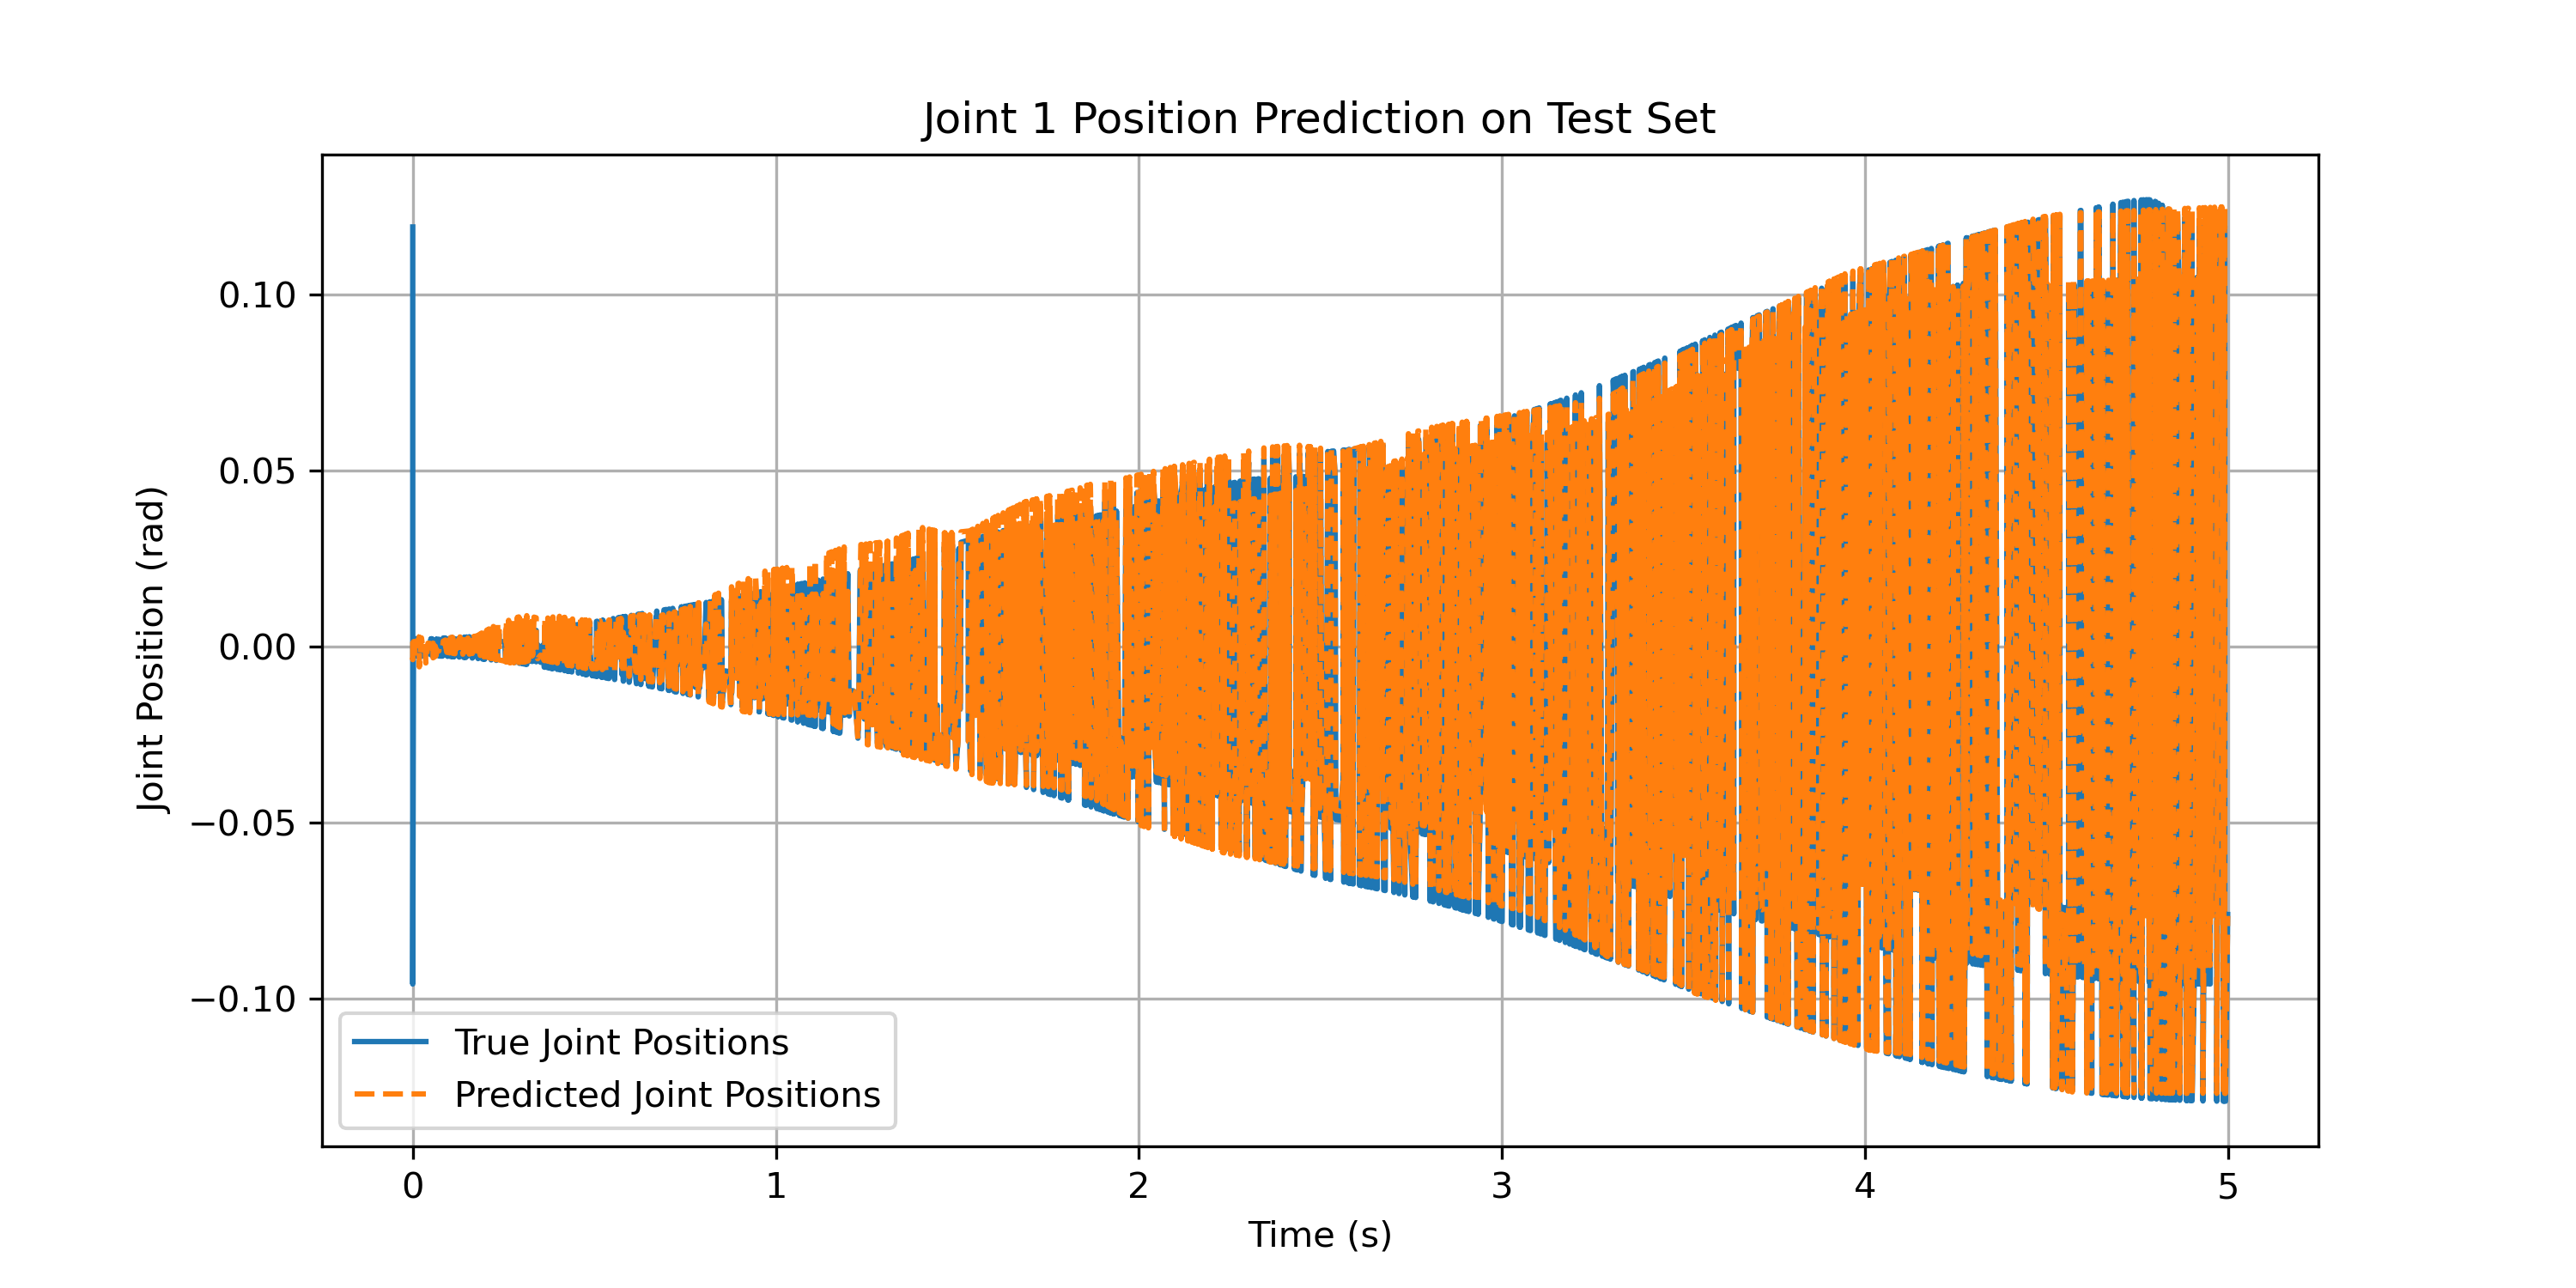 Joint 1 Position Prediction on Test Set
Joint Position (rad)
0.10
0.05
0.00
−0.05
−0.10
True Joint Positions
Predicted Joint Positions
0 1 2 3 4 5
Time (s)